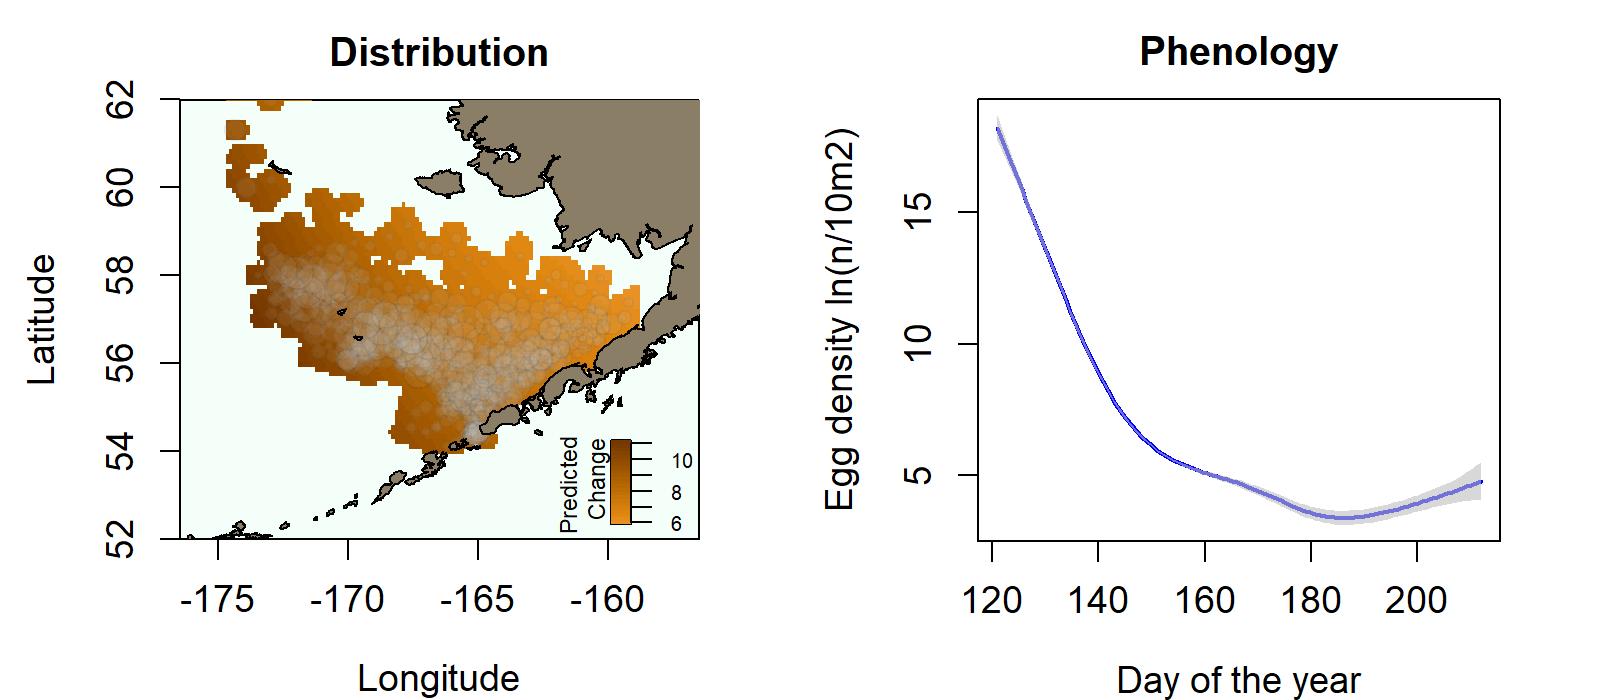 Distribution
Latitude
62
60
58
56
54
52
-175 -170 -165 -160
Longitude
Predicted
Change
10
8
6
Phenology
Egg density ln(n/10m2)
15
10
5
120 140 160 180 200
Day of the year